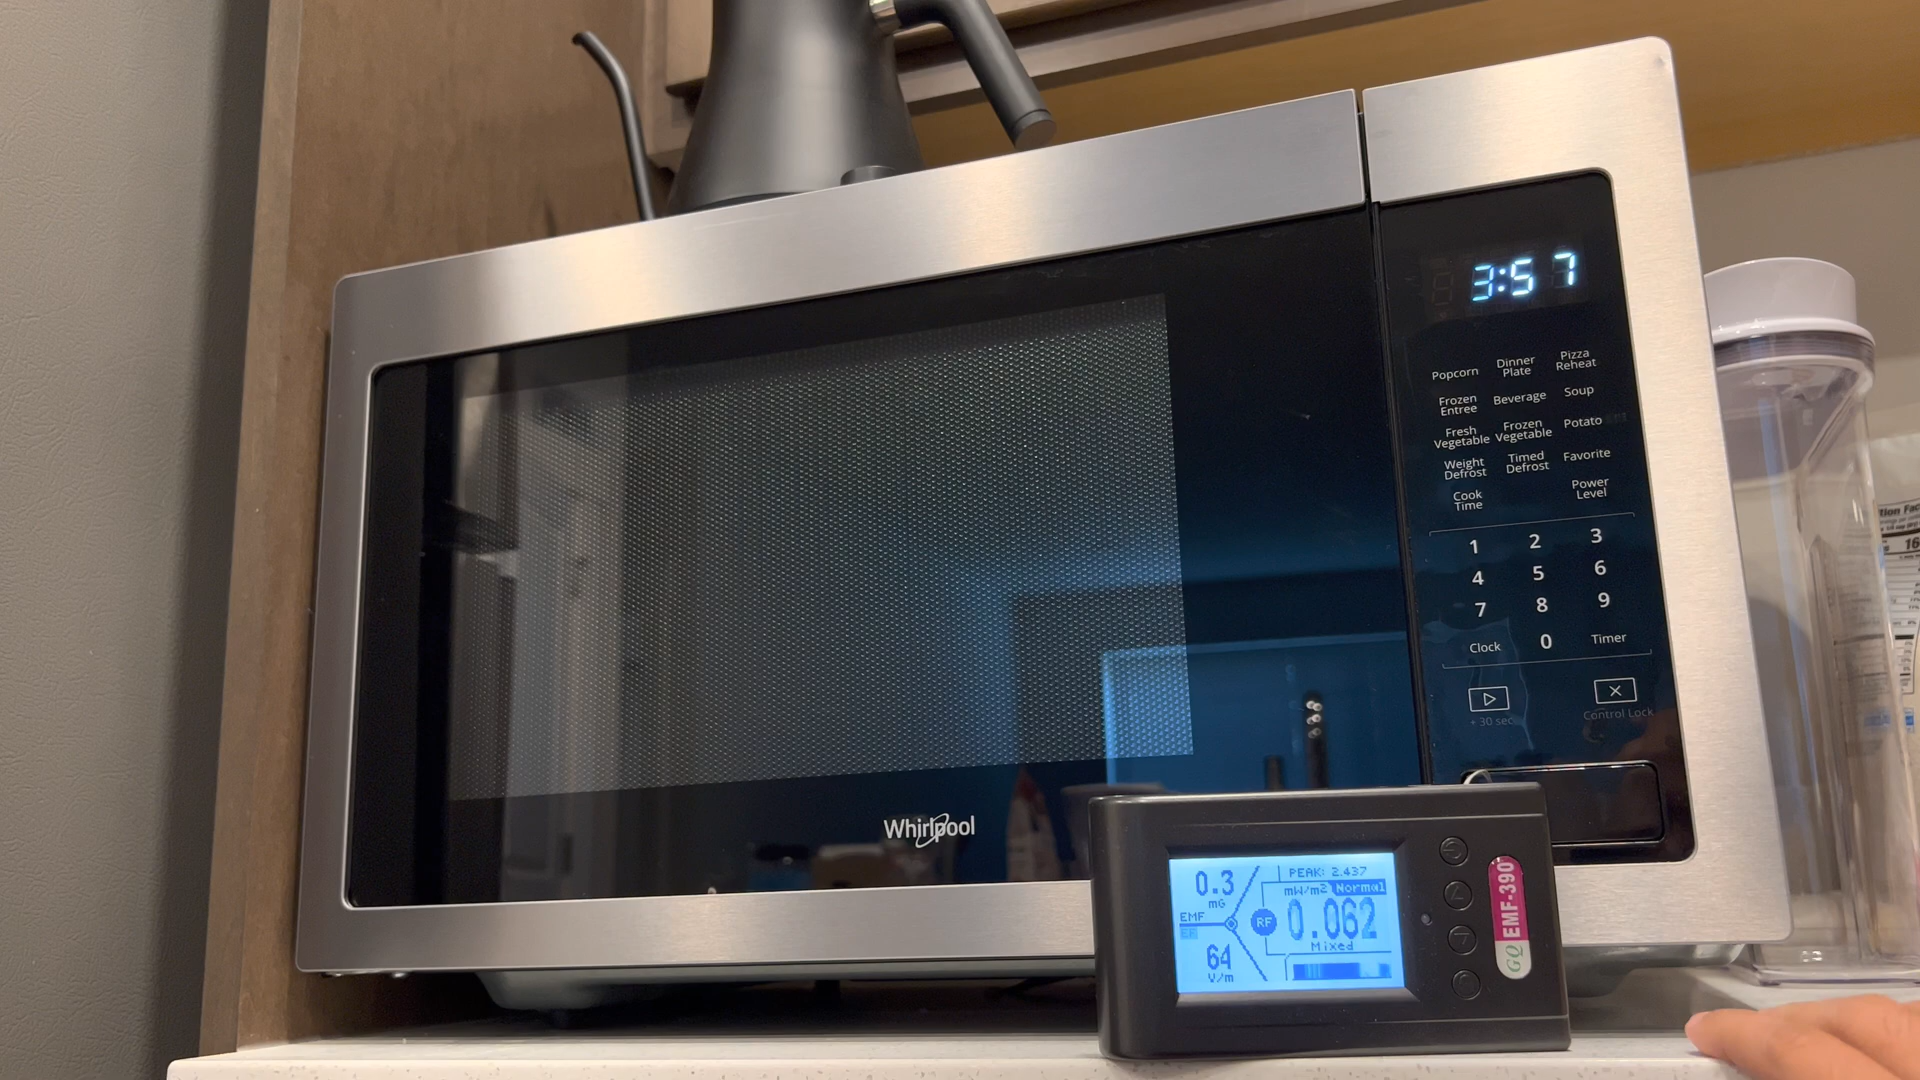 3:57
Popcorn
Dinner Plate
Pizza Reheat
Frozen Entree
Beverage
Soup
Fresh Vegetable
Frozen Vegetable
Potato
Weight Defrost
Timed Defrost
Favorite
Cook Time
Power Level
1 2 3
4 5 6
7 8 9
Clock 0 Timer
+ 30 sec
Control Lock
Whirlpool
0.3
mG
EMF
EF
64
V/m
PEAK: 2.437
mW/m2 Normal
RF
0.062
Mixed
GQ EMF-390
16